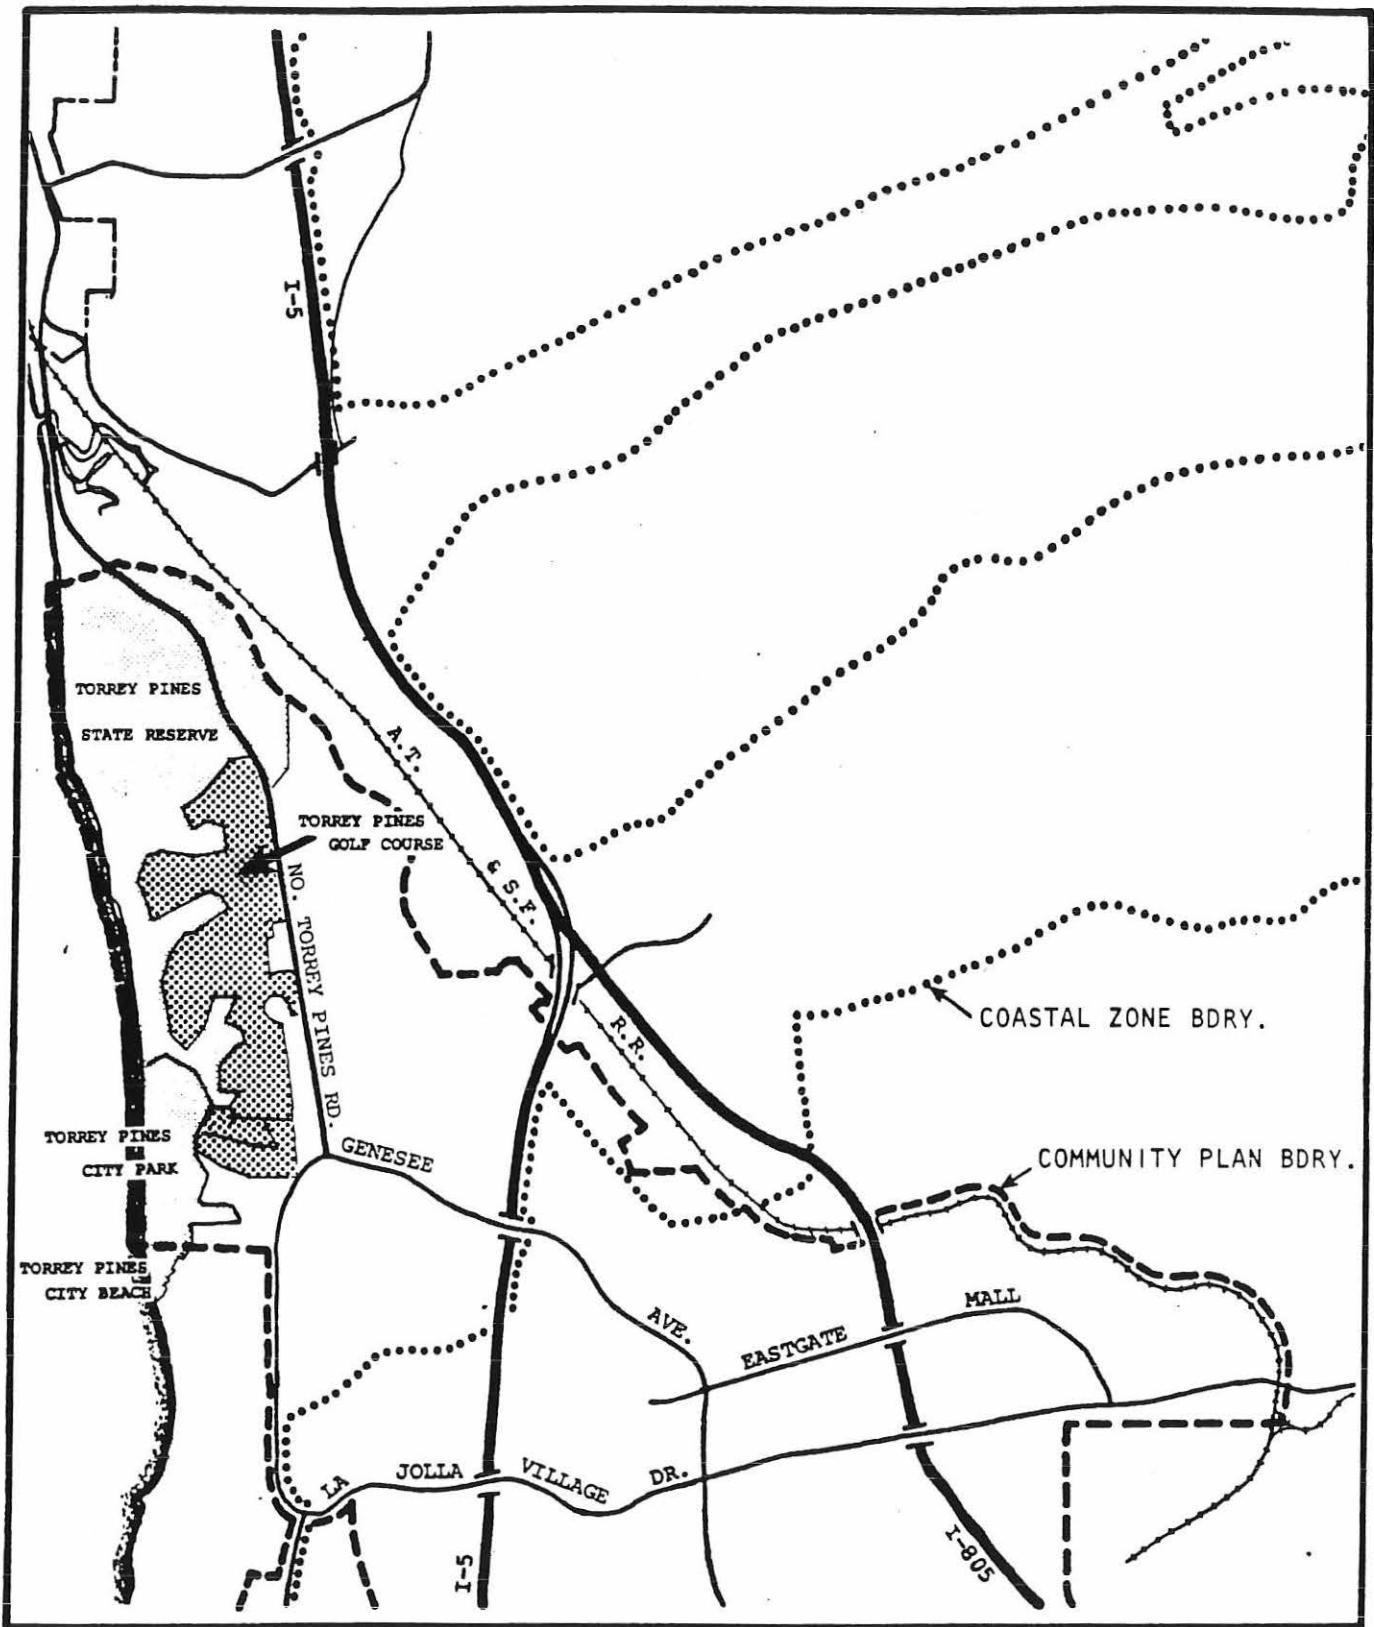 I-5
TORREY PINES
STATE RESERVE
A.T.
& S.F.
R.R.
TORREY PINES
GOLF COURSE
NO. TORREY PINES RD.
COASTAL ZONE BDRY.
TORREY PINES
CITY PARK
GENESEE
AVE.
COMMUNITY PLAN BDRY.
TORREY PINES
CITY BEACH
EASTGATE
MALL
LA
JOLLA
VILLAGE
DR.
I-5
I-805